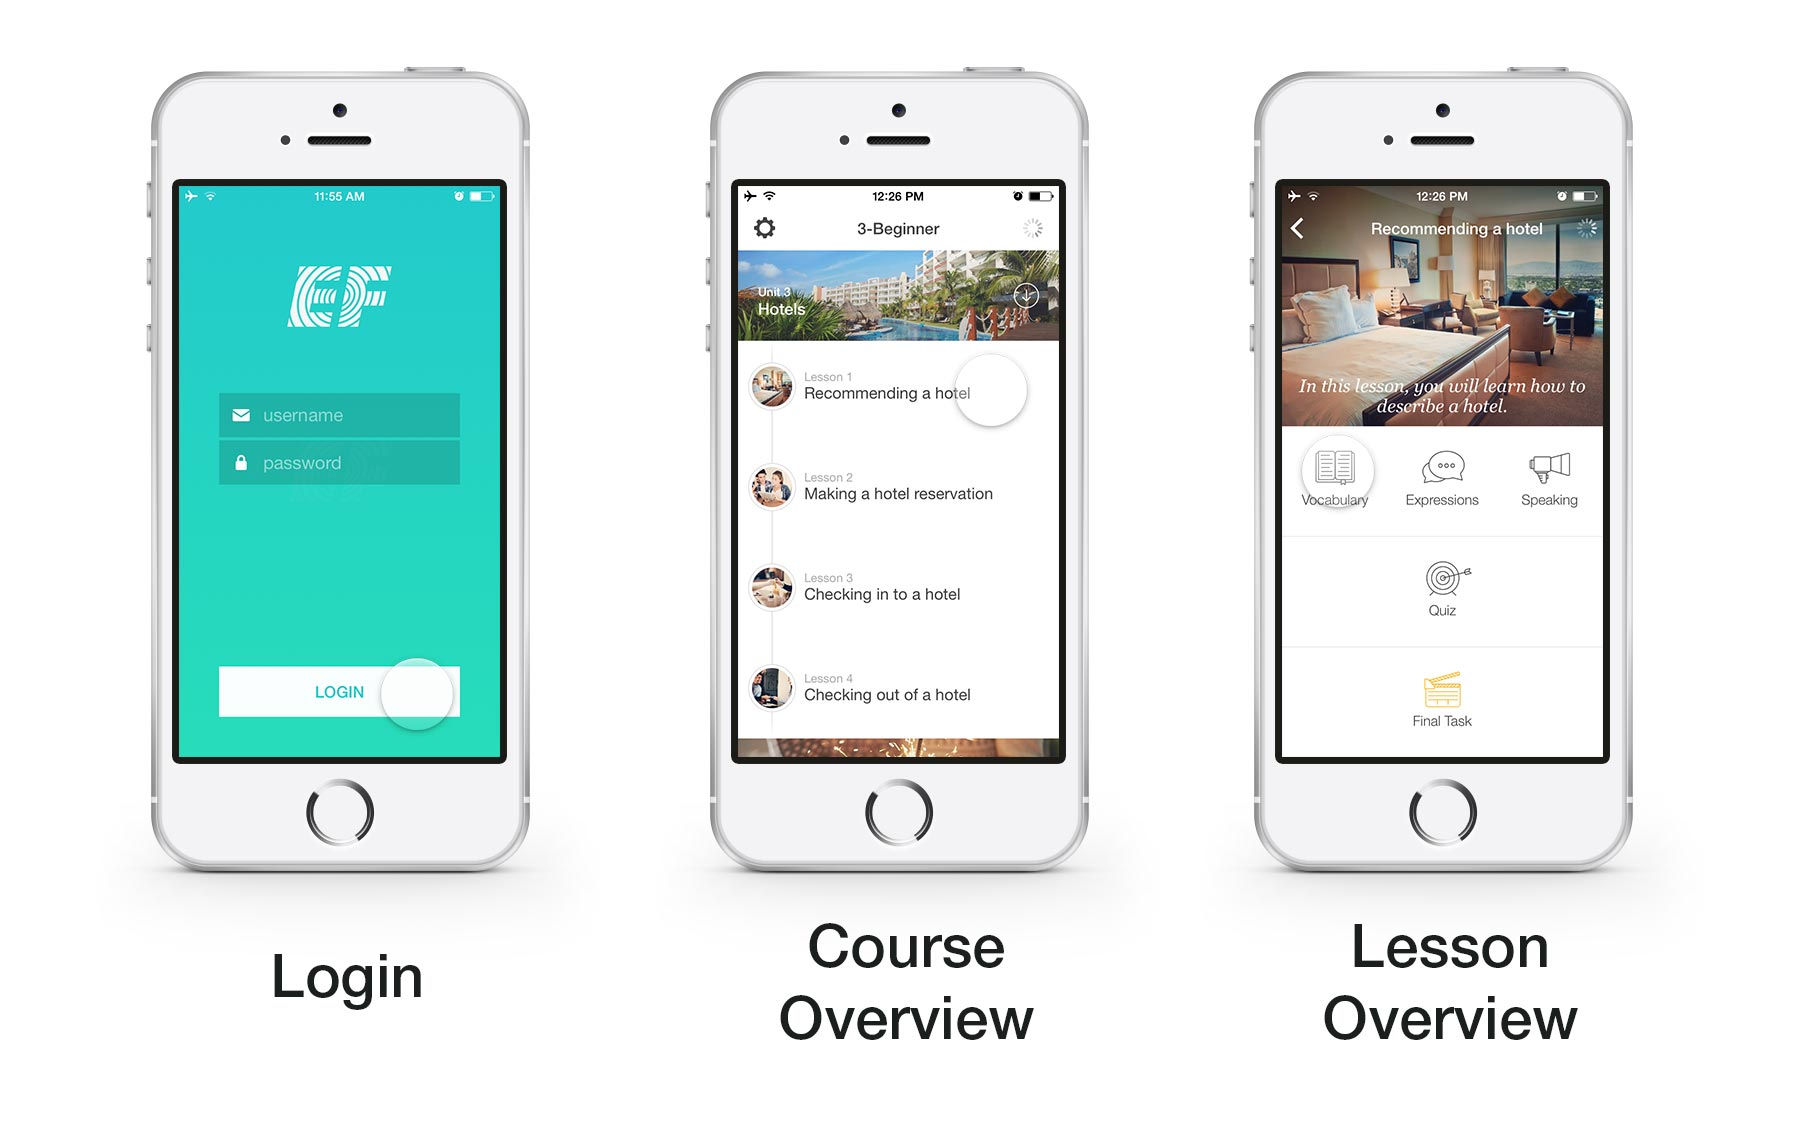 11:55 AM
EF
username
password
LOGIN
Login
12:26 PM
3-Beginner
Unit 3
Hotels
Lesson 1
Recommending a hotel
Lesson 2
Making a hotel reservation
Lesson 3
Checking in to a hotel
Lesson 4
Checking out of a hotel
Course
Overview
12:26 PM
Recommending a hotel
In this lesson, you will learn how to
describe a hotel.
Vocabulary Expressions Speaking
Quiz
Final Task
Lesson
Overview